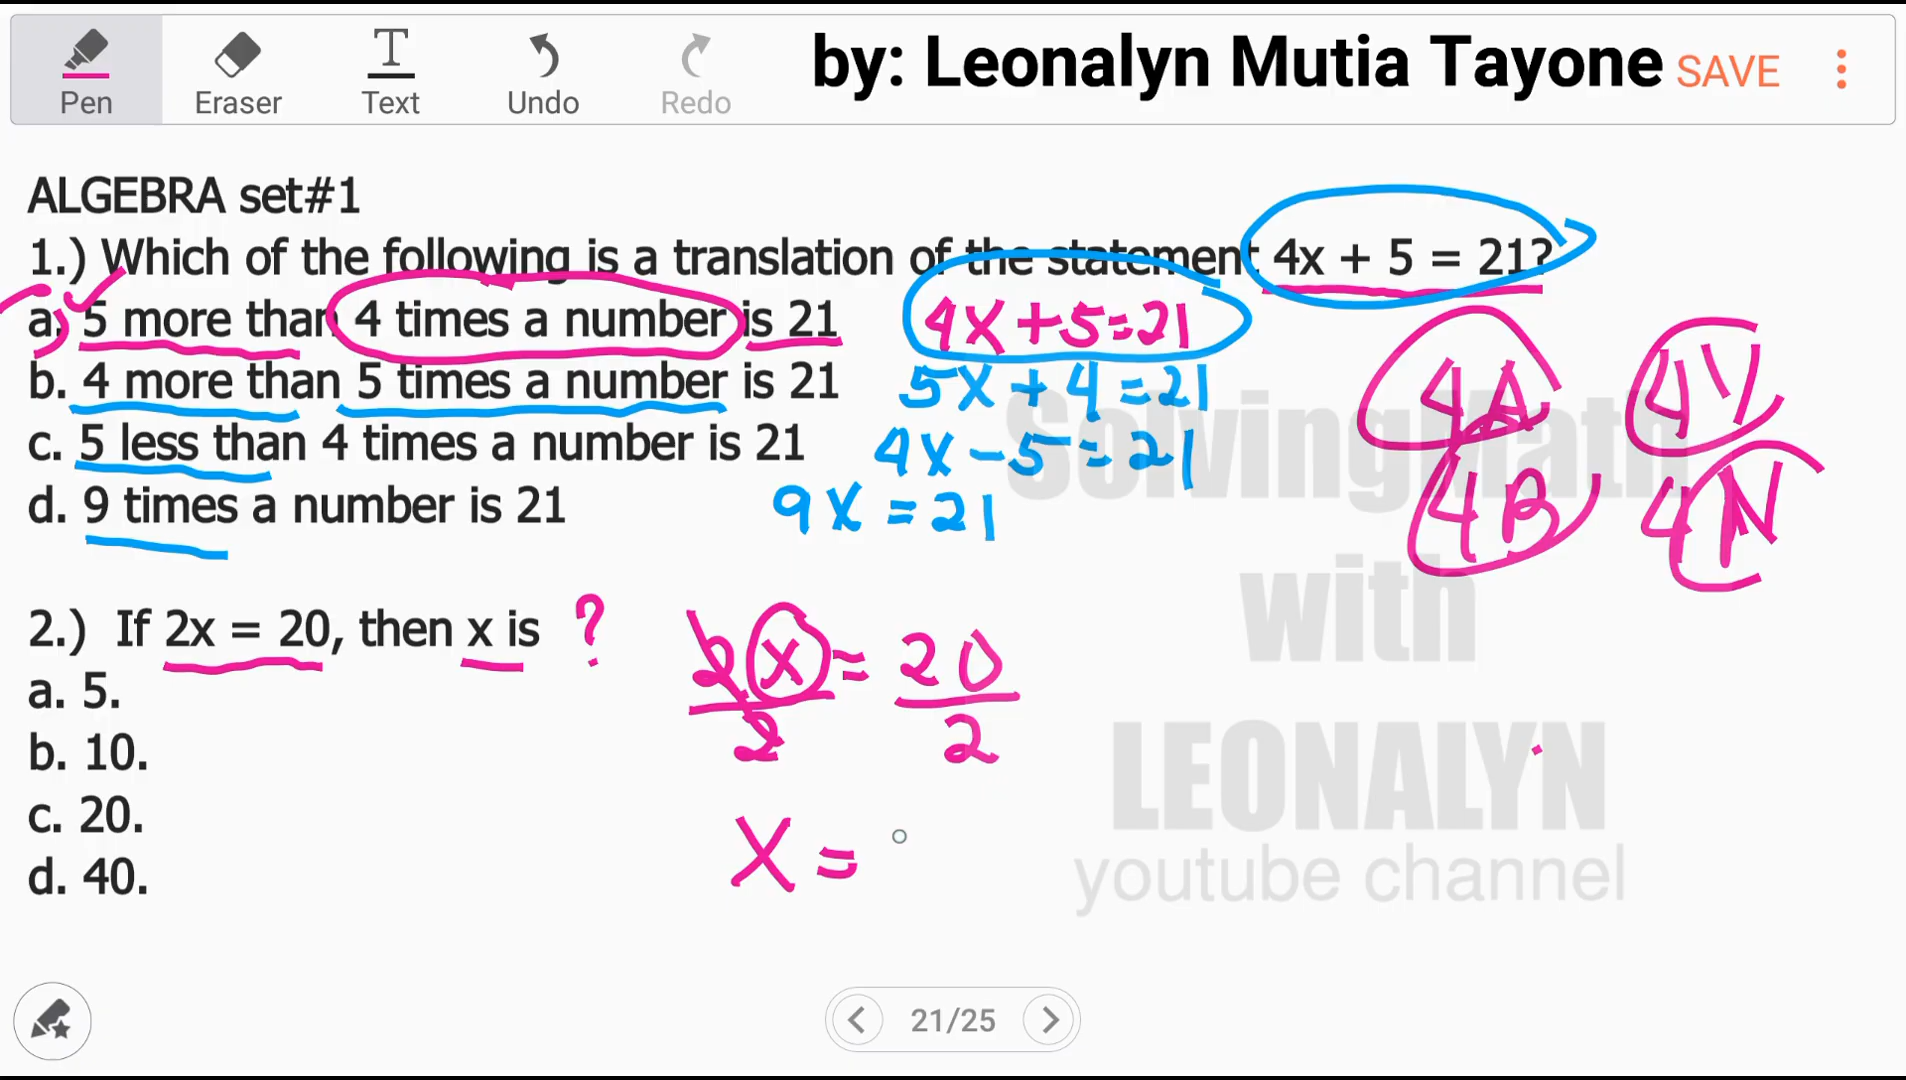 by: Leonalyn Mutia Tayone
SAVE
Pen
Eraser
Text
Undo
Redo
ALGEBRA set#1
1.) Which of the following is a translation of the statement 4x + 5 = 21?
a. 5 more than 4 times a number is 21
4X+5=21
b. 4 more than 5 times a number is 21
5X+4=21
c. 5 less than 4 times a number is 21
4X-5=21
d. 9 times a number is 21
9X=21
4A
4Y
4B
4N
2.) If 2x = 20, then x is ?
a. 5.
b. 10.
c. 20.
d. 40.
2X = 20
2 2
X =
SolvingMath
with
LEONALYN
youtube channel
21/25